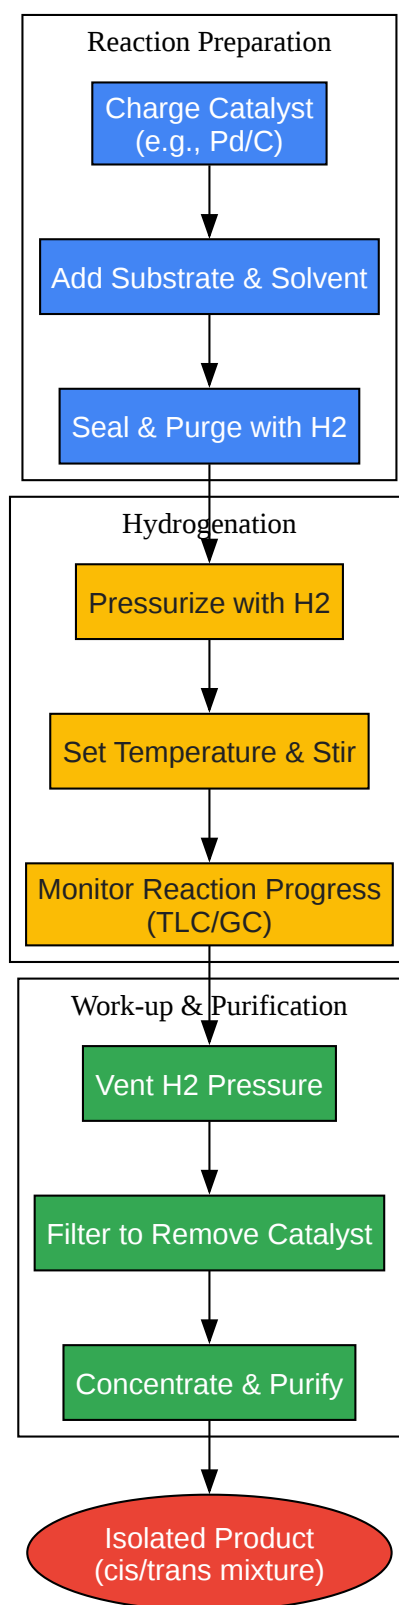 Reaction Preparation
Charge Catalyst
(e.g., Pd/C)
Add Substrate & Solvent
Seal & Purge with H2
Hydrogenation
Pressurize with H2
Set Temperature & Stir
Monitor Reaction Progress
(TLC/GC)
Work-up & Purification
Vent H2 Pressure
Filter to Remove Catalyst
Concentrate & Purify
Isolated Product
(cis/trans mixture)